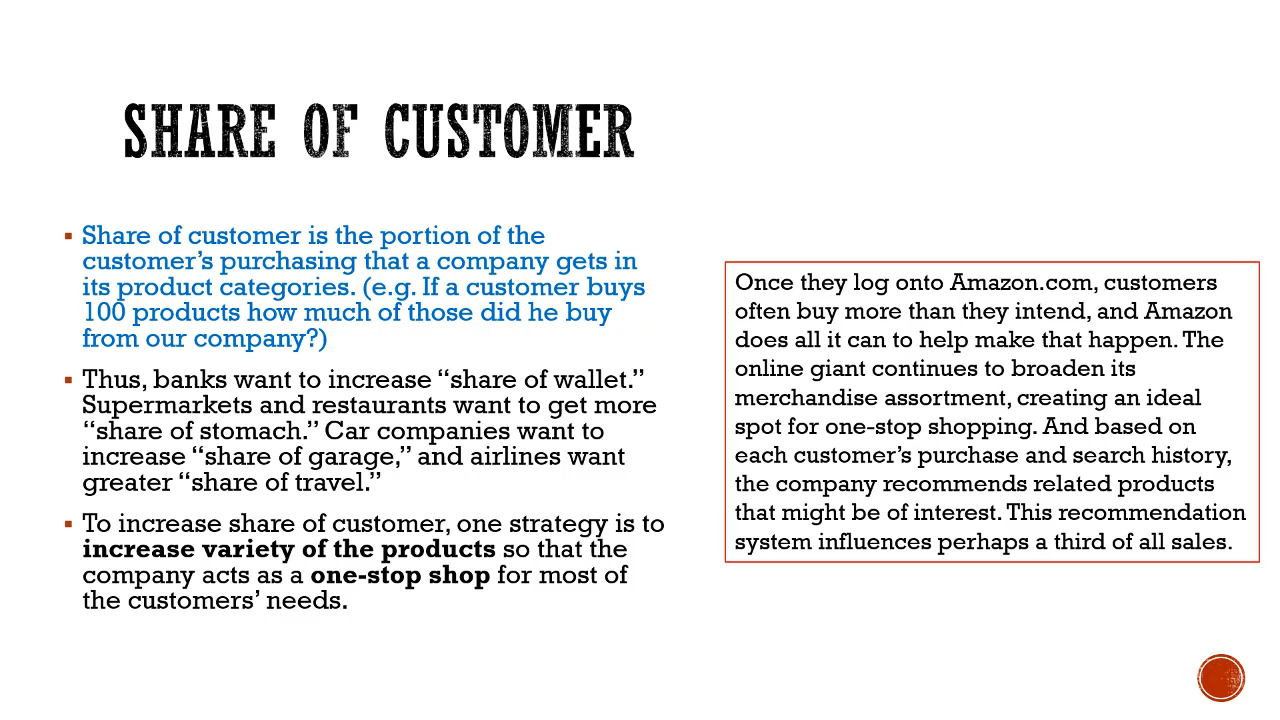 SHARE OF CUSTOMER
▪ Share of customer is the portion of the
customer’s purchasing that a company gets in
its product categories. (e.g. If a customer buys
100 products how much of those did he buy
from our company?)
▪ Thus, banks want to increase “share of wallet.”
Supermarkets and restaurants want to get more
“share of stomach.” Car companies want to
increase “share of garage,” and airlines want
greater “share of travel.”
▪ To increase share of customer, one strategy is to
increase variety of the products so that the
company acts as a one-stop shop for most of
the customers’ needs.
Once they log onto Amazon.com, customers
often buy more than they intend, and Amazon
does all it can to help make that happen. The
online giant continues to broaden its
merchandise assortment, creating an ideal
spot for one-stop shopping. And based on
each customer’s purchase and search history,
the company recommends related products
that might be of interest. This recommendation
system influences perhaps a third of all sales.